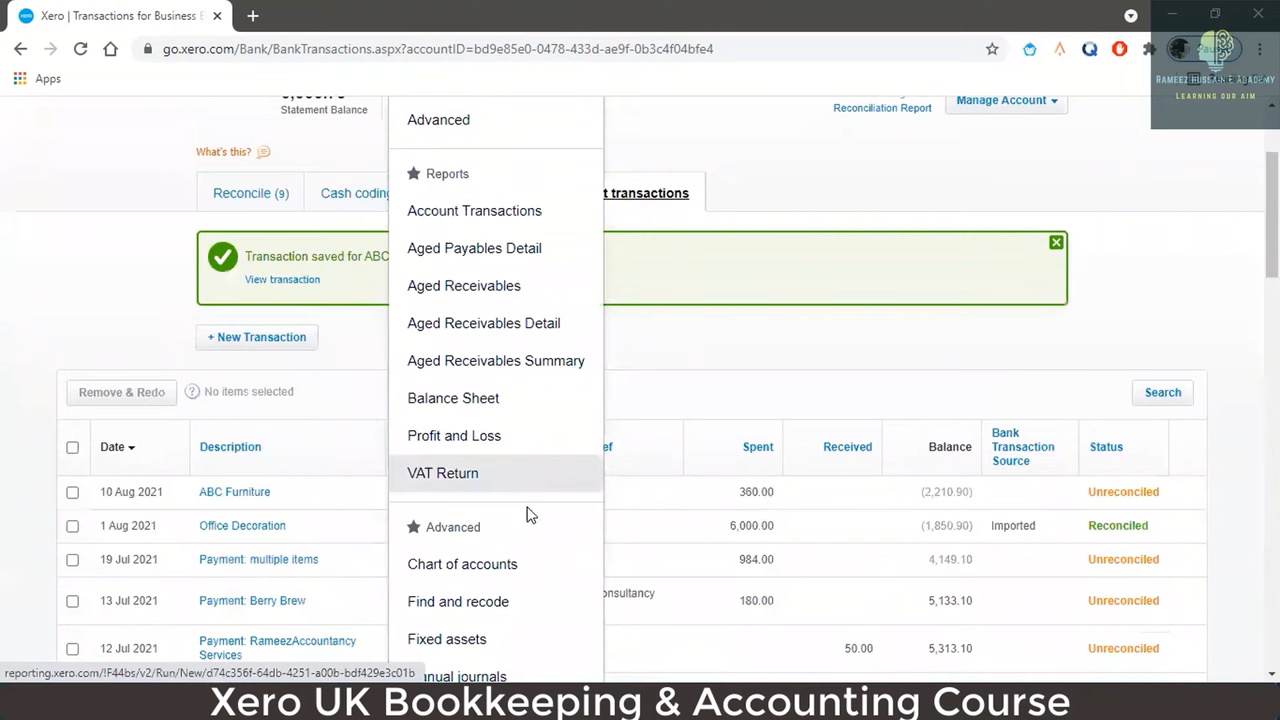 Xero | Transactions for Business E
go.xero.com/Bank/BankTransactions.aspx?accountID=bd9e85e0-0478-433d-ae9f-0b3c4f04bfe4
Apps
RAMEEZ HUSSAIN E ACADEMY
LEARNING OUR AIM
Statement Balance
Reconciliation Report
Manage Account
What's this?
Reconcile (9)
Cash coding
t transactions
Transaction saved for ABC
View transaction
+ New Transaction
Remove & Redo
? No items selected
Search
Advanced
Reports
Account Transactions
Aged Payables Detail
Aged Receivables
Aged Receivables Detail
Aged Receivables Summary
Balance Sheet
Profit and Loss
VAT Return
Advanced
Chart of accounts
Find and recode
Fixed assets
anual journals
Date Description ef Spent Received Balance Bank Transaction Source Status
10 Aug 2021 ABC Furniture 360.00 (2,210.90) Unreconciled
1 Aug 2021 Office Decoration 6,000.00 (1,850.90) Imported Reconciled
19 Jul 2021 Payment: multiple items 984.00 4,149.10 Unreconciled
13 Jul 2021 Payment: Berry Brew onsultancy 180.00 5,133.10 Unreconciled
12 Jul 2021 Payment: RameezAccountancy Services 50.00 5,313.10 Unreconciled
reporting.xero.com/!F44bs/v2/Run/New/d74c356f-64db-4251-a00b-bdf429e3c01b
Xero UK Bookkeeping & Accounting Course